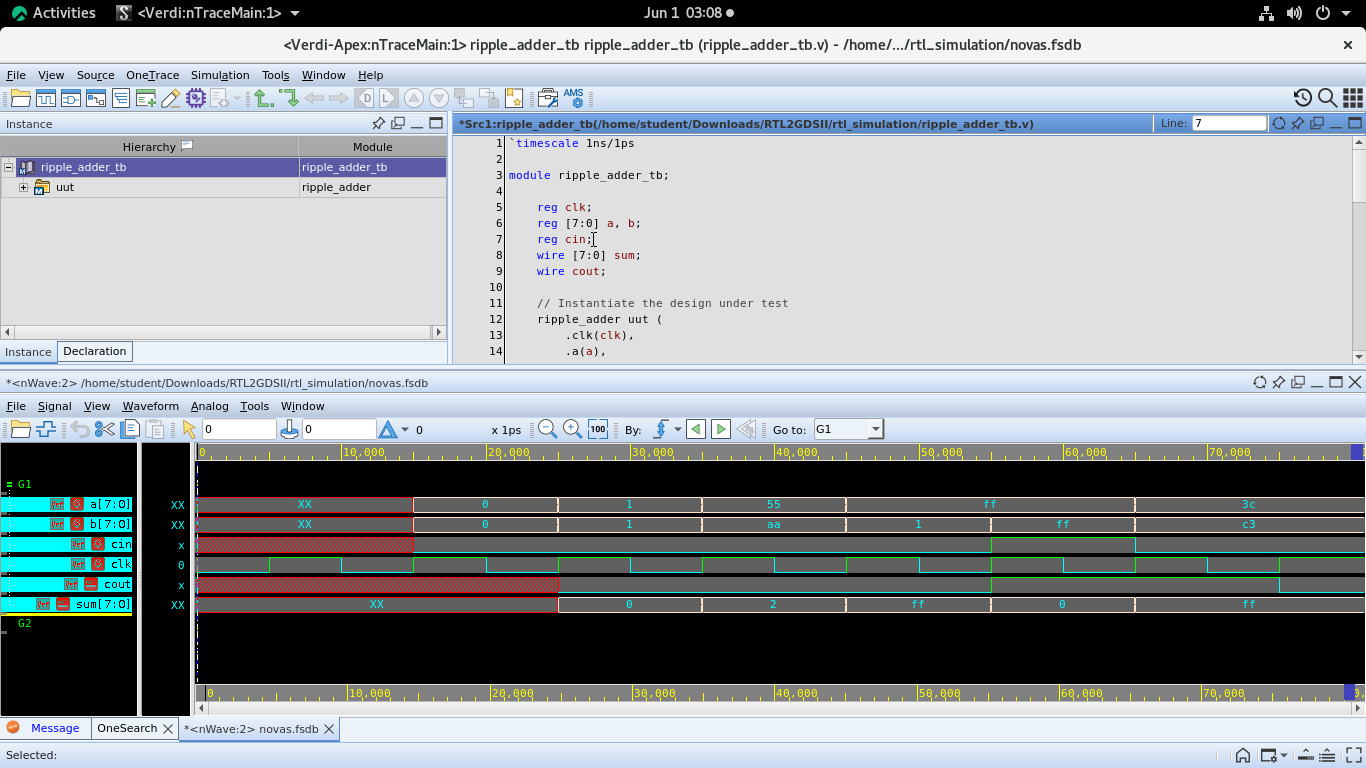 Activities <Verdi:nTraceMain:1> Jun 1 03:08
<Verdi-Apex:nTraceMain:1> ripple_adder_tb ripple_adder_tb (ripple_adder_tb.v) - /home/.../rtl_simulation/novas.fsdb
File View Source OneTrace Simulation Tools Window Help
D L AMS
Instance
Hierarchy Module
ripple_adder_tb ripple_adder_tb
uut ripple_adder
Instance Declaration
*Src1:ripple_adder_tb(/home/student/Downloads/RTL2GDSII/rtl_simulation/ripple_adder_tb.v) Line: 7
1 `timescale 1ns/1ps
2
3 module ripple_adder_tb;
4
5 reg clk;
6 reg [7:0] a, b;
7 reg cin;
8 wire [7:0] sum;
9 wire cout;
10
11 // Instantiate the design under test
12 ripple_adder uut (
13 .clk(clk),
14 .a(a),
*<nWave:2> /home/student/Downloads/RTL2GDSII/rtl_simulation/novas.fsdb
File Signal View Waveform Analog Tools Window
0 0 0 x 1ps 100 By: Go to: G1
0 10,000 20,000 30,000 40,000 50,000 60,000 70,000
G1
a[7:0] XX XX 0 1 55 ff 3c
b[7:0] XX XX 0 1 aa 1 ff c3
cin x
clk 0
cout x
sum[7:0] XX XX 0 2 ff 0 ff
G2
0 10,000 20,000 30,000 40,000 50,000 60,000 70,000
Message OneSearch *<nWave:2> novas.fsdb
Selected: